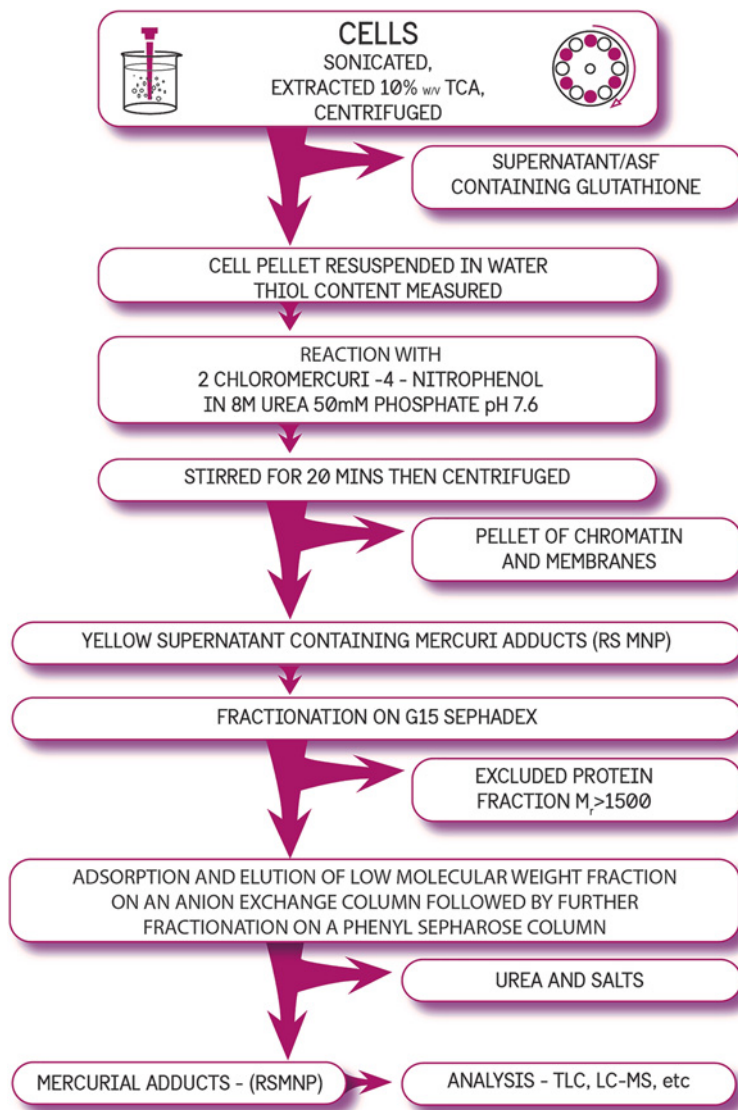 CELLS
SONICATED,
EXTRACTED 10% w/v TCA,
CENTRIFUGED
SUPERNATANT/ASF
CONTAINING GLUTATHIONE
CELL PELLET RESUSPENDED IN WATER
THIOL CONTENT MEASURED
REACTION WITH
2 CHLOROMERCURI -4 - NITROPHENOL
IN 8M UREA 50mM PHOSPHATE pH 7.6
STIRRED FOR 20 MINS THEN CENTRIFUGED
PELLET OF CHROMATIN
AND MEMBRANES
YELLOW SUPERNATANT CONTAINING MERCURI ADDUCTS (RS MNP)
FRACTIONATION ON G15 SEPHADEX
EXCLUDED PROTEIN
FRACTION Mr>1500
ADSORPTION AND ELUTION OF LOW MOLECULAR WEIGHT FRACTION
ON AN ANION EXCHANGE COLUMN FOLLOWED BY FURTHER
FRACTIONATION ON A PHENYL SEPHAROSE COLUMN
UREA AND SALTS
MERCURIAL ADDUCTS - (RSMNP)
ANALYSIS - TLC, LC-MS, etc